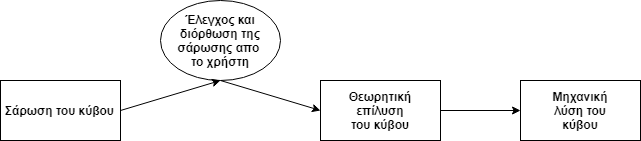 Σάρωση του κύβου
Έλεγχος και
διόρθωση της
σάρωσης απο
το χρήστη
Θεωρητική
επίλυση
του κύβου
Μηχανική
λύση του
κύβου